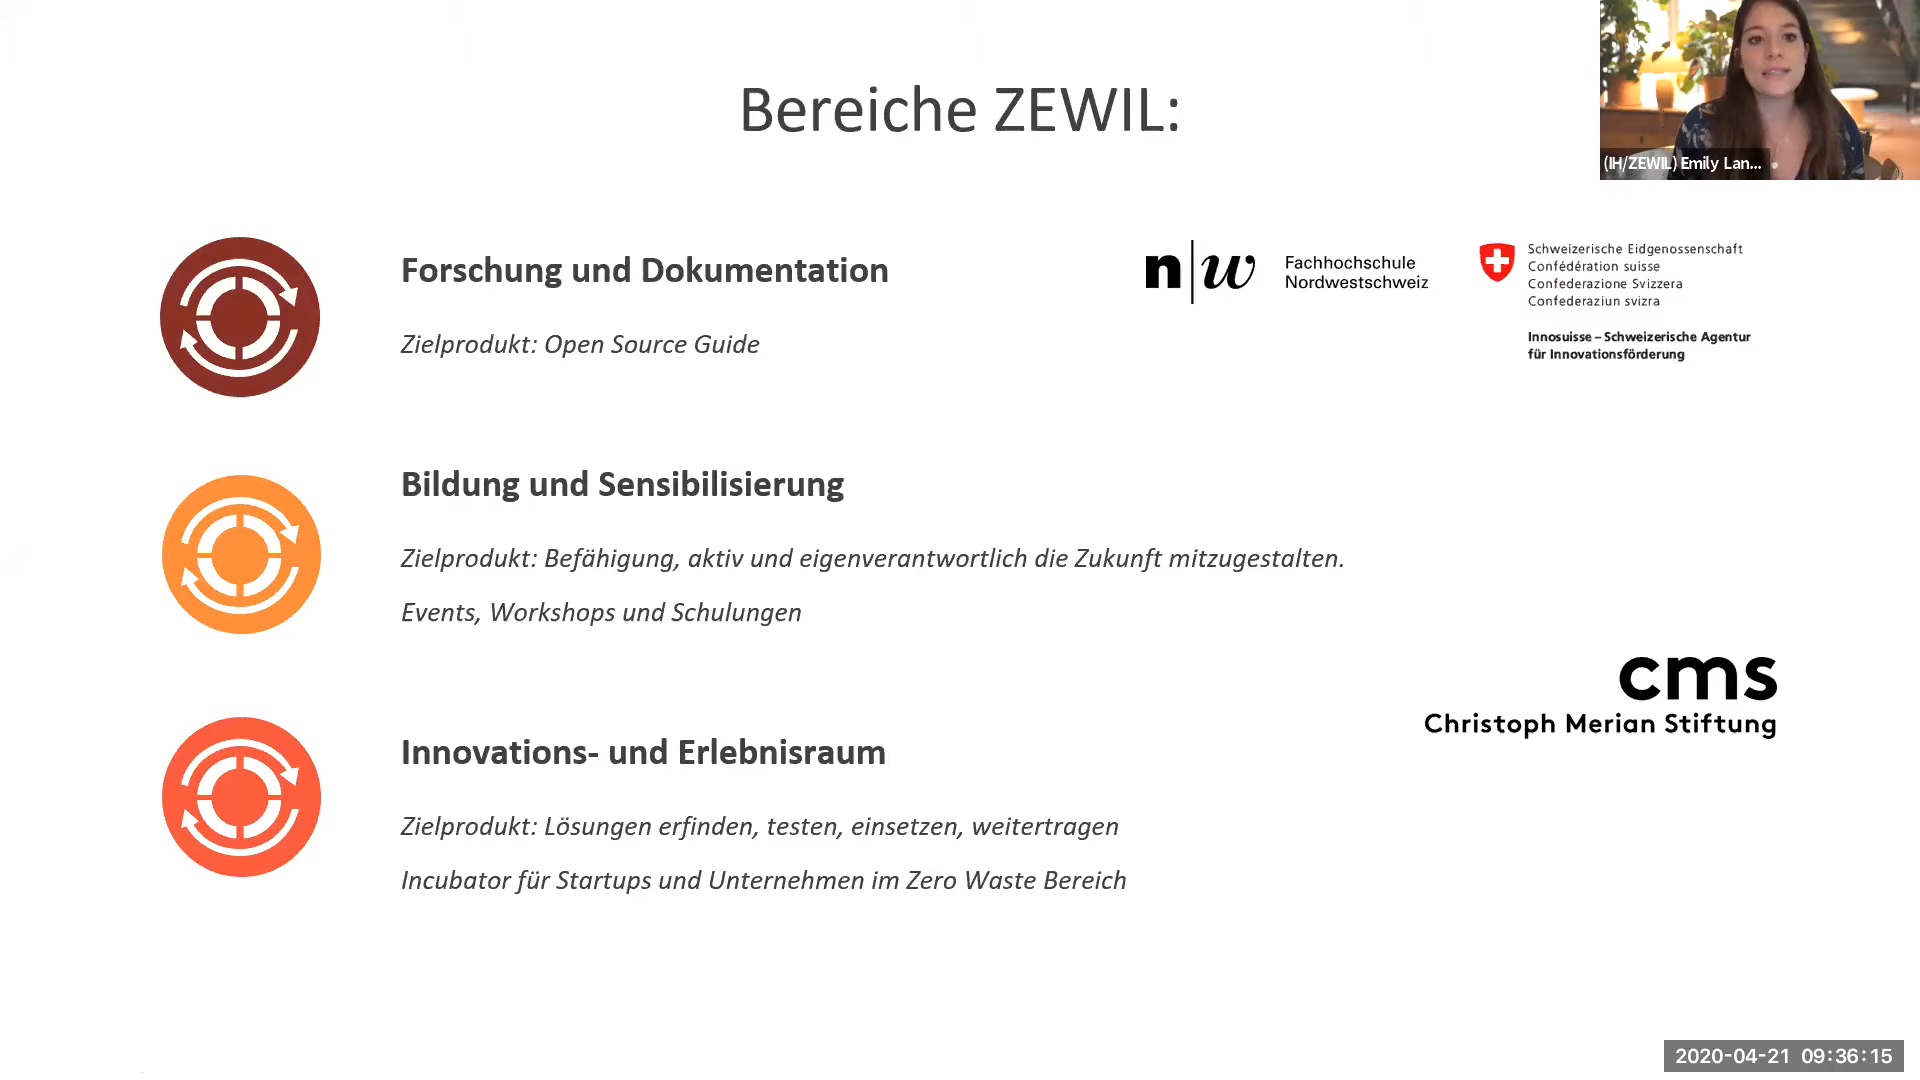 Bereiche ZEWIL:
(IH/ZEWIL) Emily Lan...
Forschung und Dokumentation
Zielprodukt: Open Source Guide
n|w Fachhochschule
Nordwestschweiz
Schweizerische Eidgenossenschaft
Confédération suisse
Confederazione Svizzera
Confederaziun svizra
Innosuisse – Schweizerische Agentur
für Innovationsförderung
Bildung und Sensibilisierung
Zielprodukt: Befähigung, aktiv und eigenverantwortlich die Zukunft mitzugestalten.
Events, Workshops und Schulungen
cms
Christoph Merian Stiftung
Innovations- und Erlebnisraum
Zielprodukt: Lösungen erfinden, testen, einsetzen, weitertragen
Incubator für Startups und Unternehmen im Zero Waste Bereich
2020-04-21 09:36:15